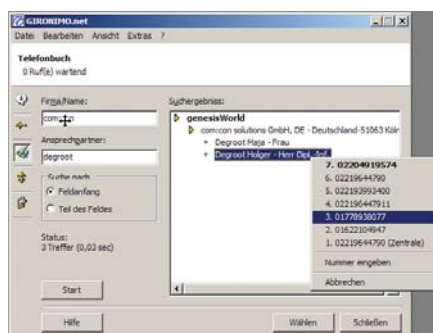 GIRONIMO.net
Datei Bearbeiten Ansicht Extras ?
Telefonbuch
0 Ruf(e) wartend
Firma/Name:
com:con
Ansprechpartner:
degroot
Suche nach
Feldanfang
Teil des Feldes
Status:
3 Treffer (0,03 sec)
Start
Suchergebniss:
genesisWorld
com:con solutions GmbH, DE - Deutschland-51063 Köln
Degroot Maja - Frau
Degroot Holger - Herr Dipl.-Inf.
7. 02204919574
6. 02219644790
5. 022193993400
4. 02219647911
3. 01778938077
2. 01622104947
1. 02219644790 (Zentrale)
Nummer eingeben
Abbrechen
Hilfe
Wählen
Schließen